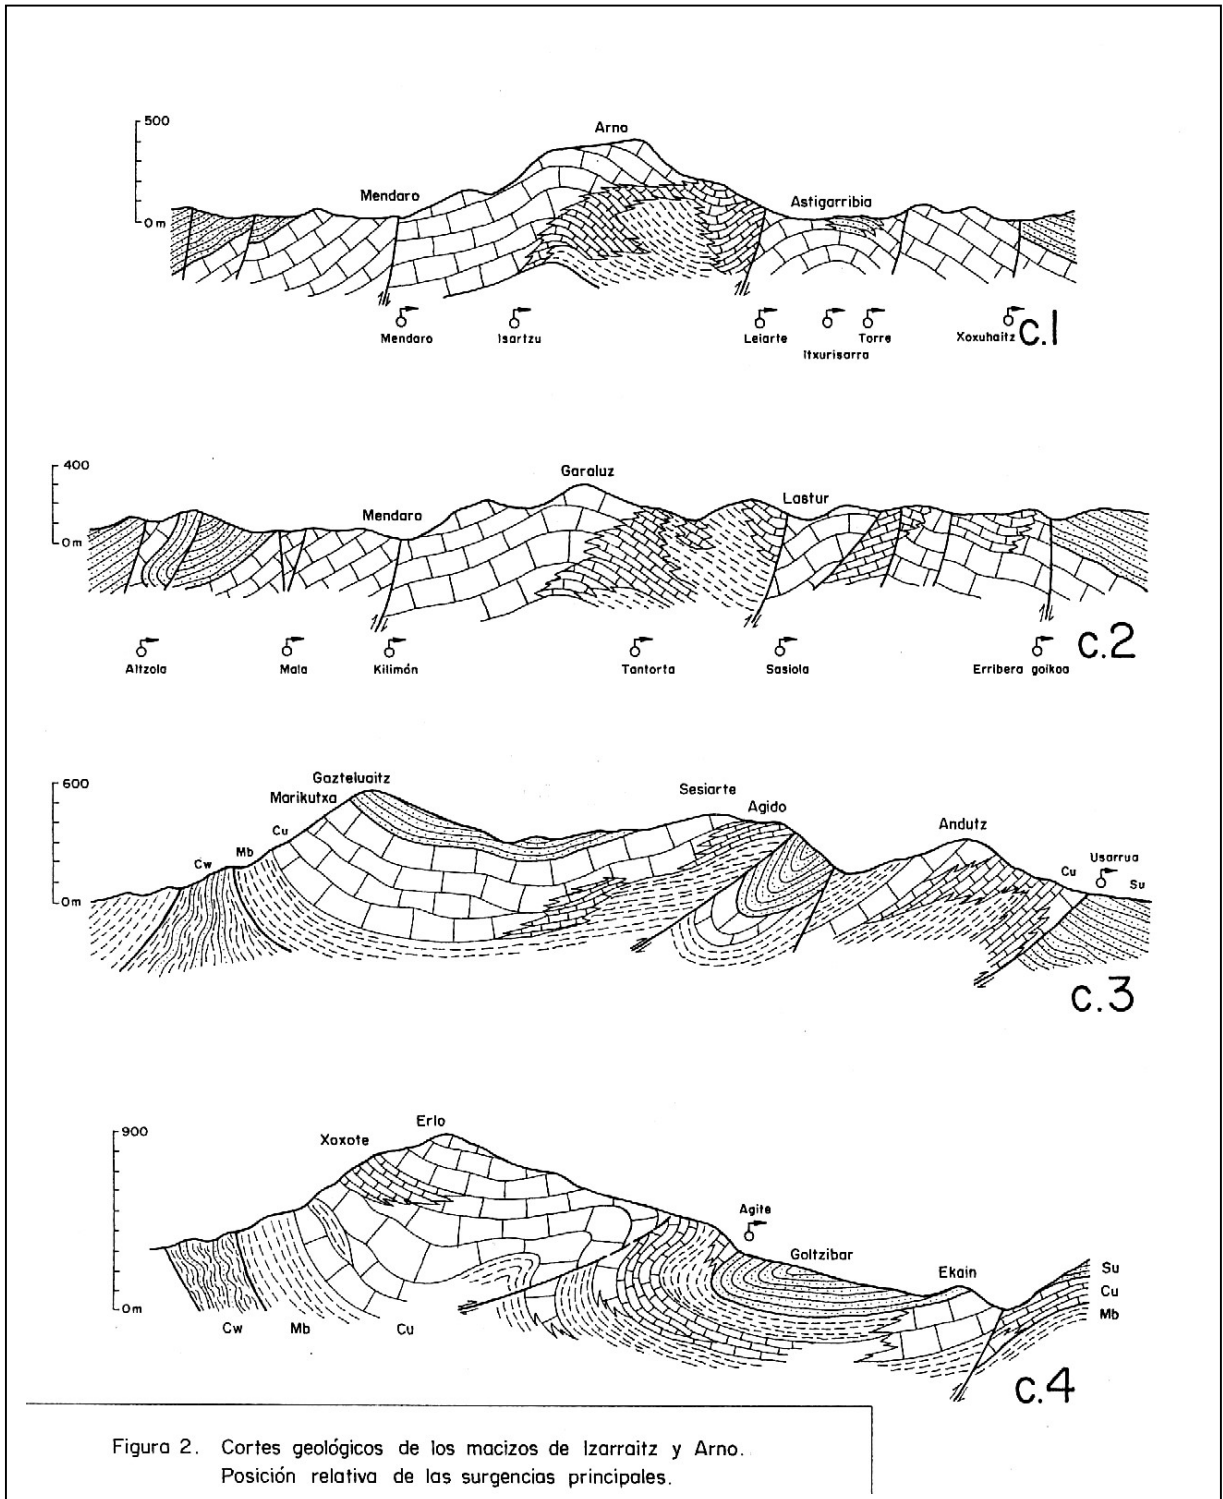 500
Arno
Mendaro
Astigarribia
0m
Mendaro
Isartzu
Leiarte
Itxurisarra
Torre
Xoxuhaitz
C.1
400
Garaluz
Lastur
Mendaro
0m
Altzola
Mala
Kilimón
Tantorta
Sasiola
Erribera goikoa
C.2
600
Gazteluaitz
Marikutxa
Sesiarte
Agido
Andutz
Cu
Mb
Cw
Cu
Usarrua
Su
0m
C.3
900
Erlo
Xoxote
Agite
Goltzibar
Ekain
Su
Cu
Mb
0m
Cw
Mb
Cu
C.4
Figura 2. Cortes geológicos de los macizos de Izarraitz y Arno.
Posición relativa de las surgencias principales.